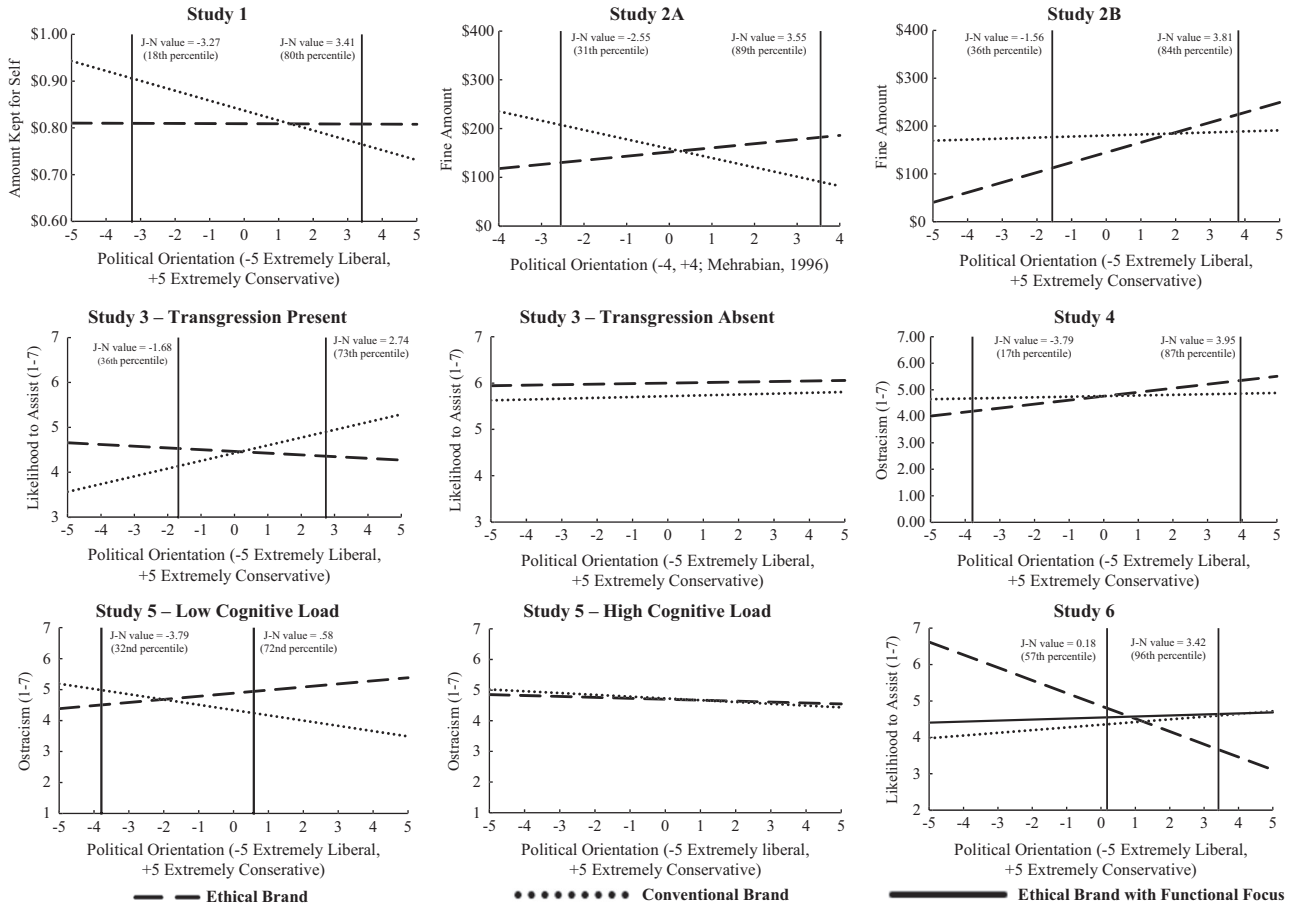 Study 1
J-N value = -3.27
(18th percentile)
J-N value = 3.41
(80th percentile)
Amount Kept for Self
$1.00
$0.90
$0.80
$0.70
$0.60
-5 -4 -3 -2 -1 0 1 2 3 4 5
Political Orientation (-5 Extremely Liberal,
+5 Extremely Conservative)
Study 2A
J-N value = -2.55
(31th percentile)
J-N value = 3.55
(89th percentile)
Fine Amount
$400
$300
$200
$100
$0
-4 -3 -2 -1 0 1 2 3 4
Political Orientation (-4, +4; Mehrabian, 1996)
Study 2B
J-N value = -1.56
(36th percentile)
J-N value = 3.81
(84th percentile)
Fine Amount
$400
$300
$200
$100
$0
-5 -4 -3 -2 -1 0 1 2 3 4 5
Political Orientation (-5 Extremely Liberal,
+5 Extremely Conservative)
Study 3 – Transgression Present
J-N value = -1.68
(36th percentile)
J-N value = 2.74
(73th percentile)
Likelihood to Assist (1-7)
7
6
5
4
3
-5 -4 -3 -2 -1 0 1 2 3 4 5
Political Orientation (-5 Extremely Liberal,
+5 Extremely Conservative)
Study 3 – Transgression Absent
Likelihood to Assist (1-7)
7
6
5
4
3
-5 -4 -3 -2 -1 0 1 2 3 4 5
Political Orientation (-5 Extremely Liberal,
+5 Extremely Conservative)
Study 4
J-N value = -3.79
(17th percentile)
J-N value = 3.95
(87th percentile)
Ostracism (1-7)
7.00
6.00
5.00
4.00
3.00
2.00
1.00
0.00
-5 -4 -3 -2 -1 0 1 2 3 4 5
Political Orientation (-5 Extremely Liberal,
+5 Extremely Conservative)
Study 5 – Low Cognitive Load
J-N value = -3.79
(32nd percentile)
J-N value = .58
(72nd percentile)
Ostracism (1-7)
7
6
5
4
3
2
1
-5 -4 -3 -2 -1 0 1 2 3 4 5
Political Orientation (-5 Extremely Liberal,
+5 Extremely Conservative)
Study 5 – High Cognitive Load
Ostracism (1-7)
7
6
5
4
3
2
1
-5 -4 -3 -2 -1 0 1 2 3 4 5
Political Orientation (-5 Extremely liberal,
+5 Extremely Conservative)
Study 6
J-N value = 0.18
(57th percentile)
J-N value = 3.42
(96th percentile)
Likelihiood to Assist (1-7)
7
6
5
4
3
2
-5 -4 -3 -2 -1 0 1 2 3 4 5
Political Orientation (-5 Extremely Liberal,
+5 Extremely Conservative)
Ethical Brand
Conventional Brand
Ethical Brand with Functional Focus